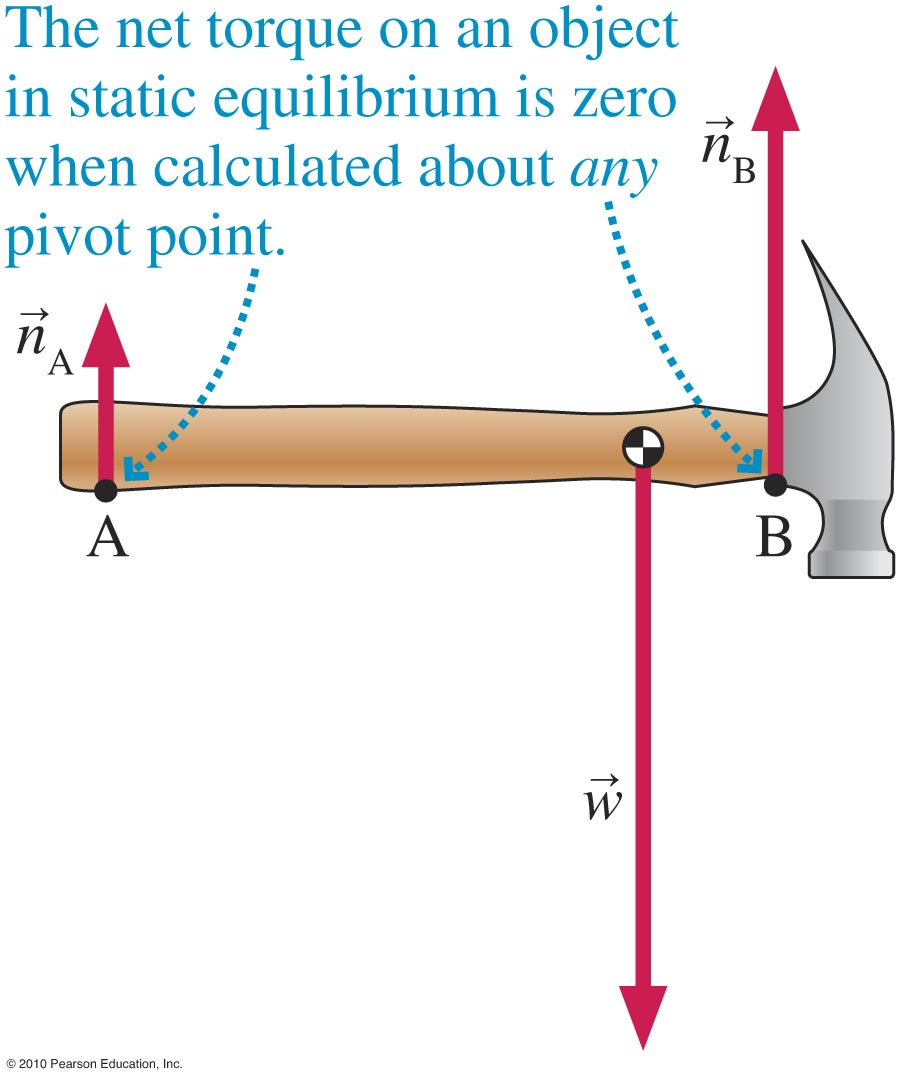 The net torque on an object
in static equilibrium is zero
when calculated about any
pivot point.
n⃗B
n⃗A
A
B
w⃗
© 2010 Pearson Education, Inc.